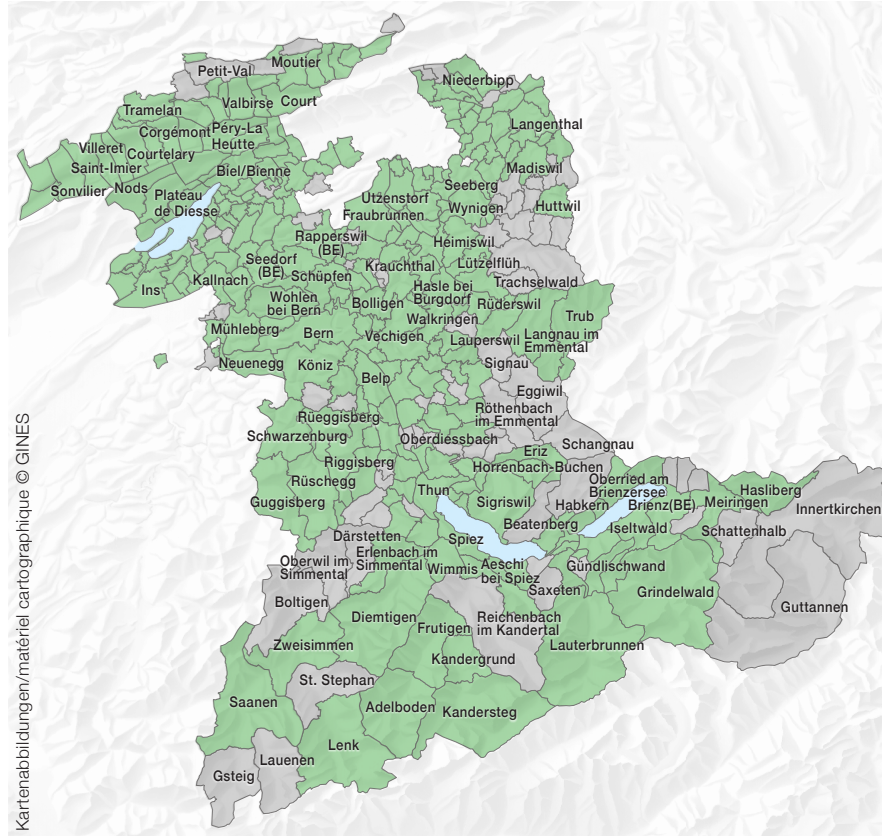 Moutier
Petit-Val
Niederbipp
Valbirse
Court
Tramelan
Langenthal
Corgémont
Péry-La
Heutte
Villeret
Courtelary
Saint-Imier
Biel/Bienne
Madiswil
Sonvilier
Nods
Plateau
de Diesse
Seeberg
Utzenstorf
Wynigen
Huttwil
Fraubrunnen
Rapperswil
(BE)
Heimiswil
Seedorf
(BE)
Krauchthal
Lützelflüh
Schüpfen
Kallnach
Trachselwald
Ins
Hasle bei
Burgdorf
Wohlen
bei Bern
Bolligen
Rüderswil
Trub
Walkringen
Mühleberg
Bern
Vechigen
Lauperswil
Langnau im
Emmental
Neuenegg
Köniz
Signau
Belp
Eggiwil
Röthenbach
im Emmental
Rüeggisberg
Schwarzenburg
Oberdiessbach
Schangnau
Eriz
Riggisberg
Horrenbach-Buchen
Rüschegg
Oberried am
Brienzersee
Thun
Hasliberg
Guggisberg
Sigriswil
Habkern
Brienz(BE)
Meiringen
Innertkirchen
Beatenberg
Iseltwald
Schattenhalb
Därstetten
Spiez
Erlenbach im
Simmental
Oberwil im
Simmental
Wimmis
Aeschi
bei Spiez
Gündlischwand
Saxeten
Grindelwald
Boltigen
Guttannen
Diemtigen
Reichenbach
im Kandertal
Frutigen
Zweisimmen
Lauterbrunnen
Kandergrund
St. Stephan
Saanen
Adelboden
Kandersteg
Lenk
Lauenen
Gsteig
Kartenabbildungen/matériel cartographique © GINES